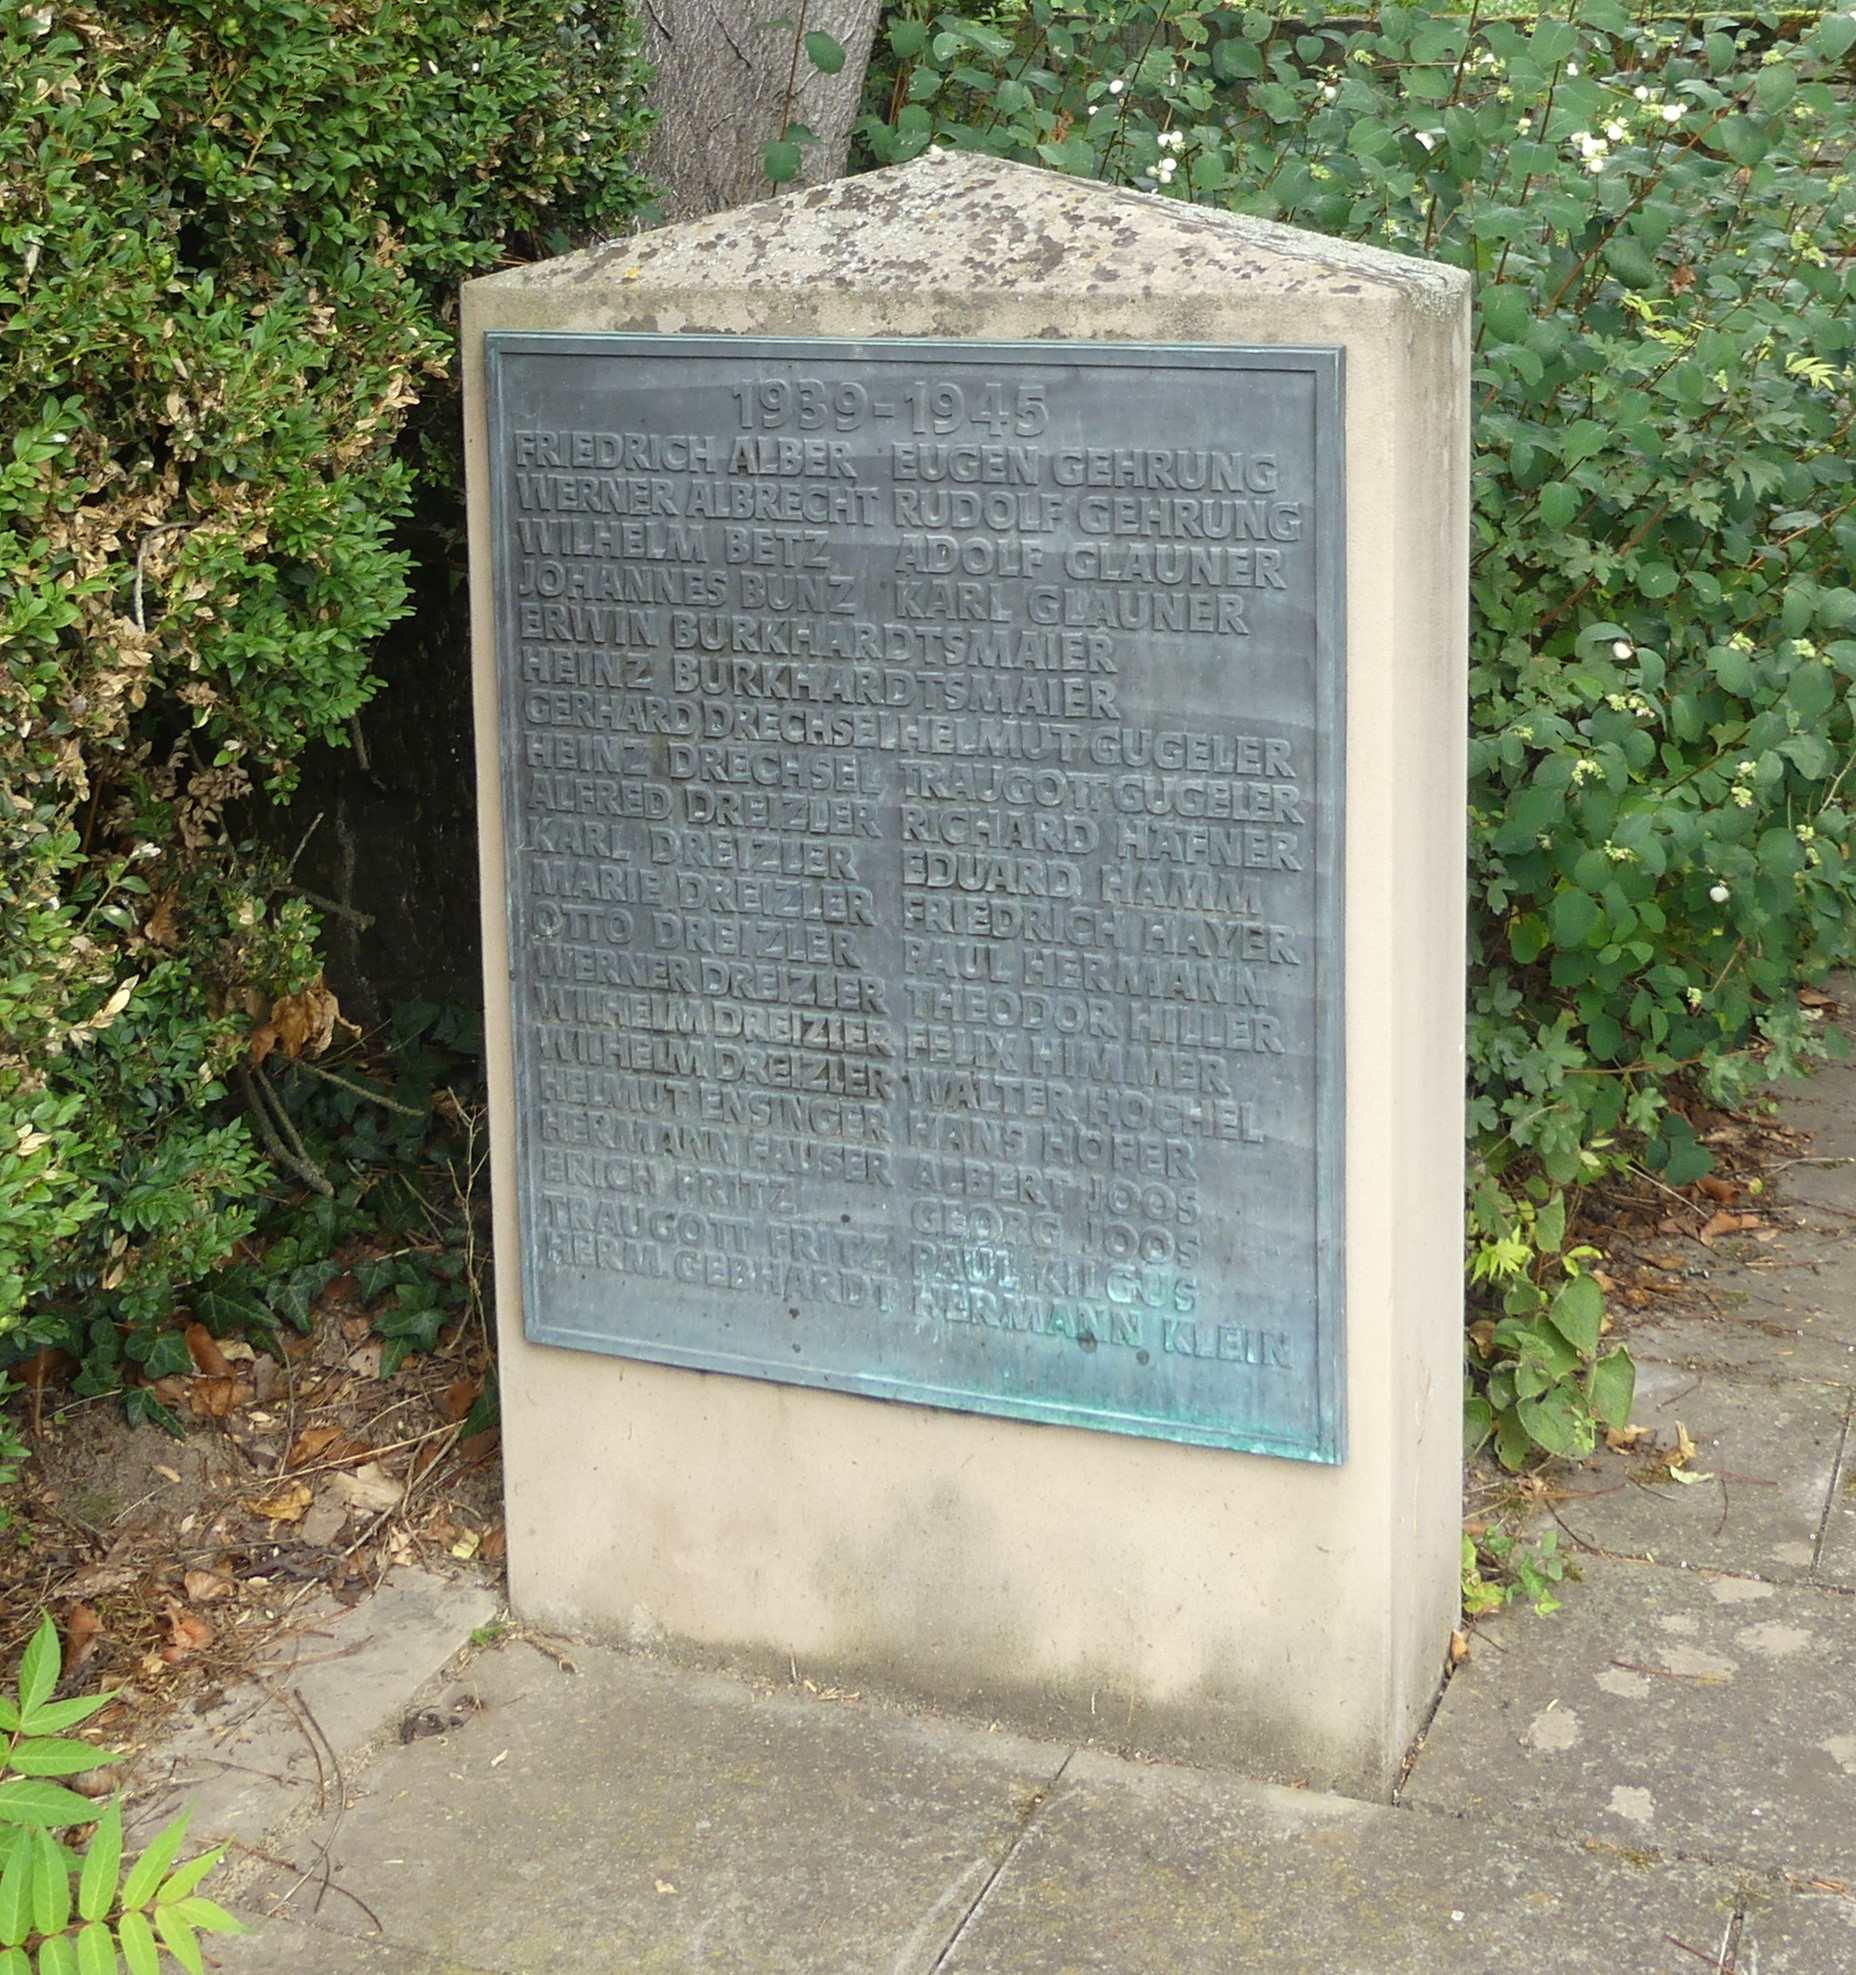 1939-1945
FRIEDRICH ALBER EUGEN GEHRUNG
WERNER ALBRECHT RUDOLF GEHRUNG
WILHELM BETZ ADOLF GLAUNER
JOHANNES BUNZ KARL GLAUNER
ERWIN BURKHARDTSMAIER
HEINZ BURKHARDTSMAIER
GERHARD DRECHSEL HELMUT GUGELER
HEINZ DRECHSEL TRAUGOTT GUGELER
ALFRED DREIZLER RICHARD HAFNER
KARL DREIZLER EDUARD HAMM
MARIE DREIZLER FRIEDRICH HAYER
OTTO DREIZLER PAUL HERMANN
WERNER DREIZLER THEODOR HILLER
WILHELM DREIZLER FELIX HIMMER
WILHELM DREIZLER WALTER HÖCHEL
HELMUT ENSINGER HANS HÖFER
HERMANN FAUSER ALBERT JOOS
ERICH FRITZ GEORG JOOS
TRAUGOTT FRITZ PAUL KILGUS
HERM. GEBHARDT HERMANN KLEIN